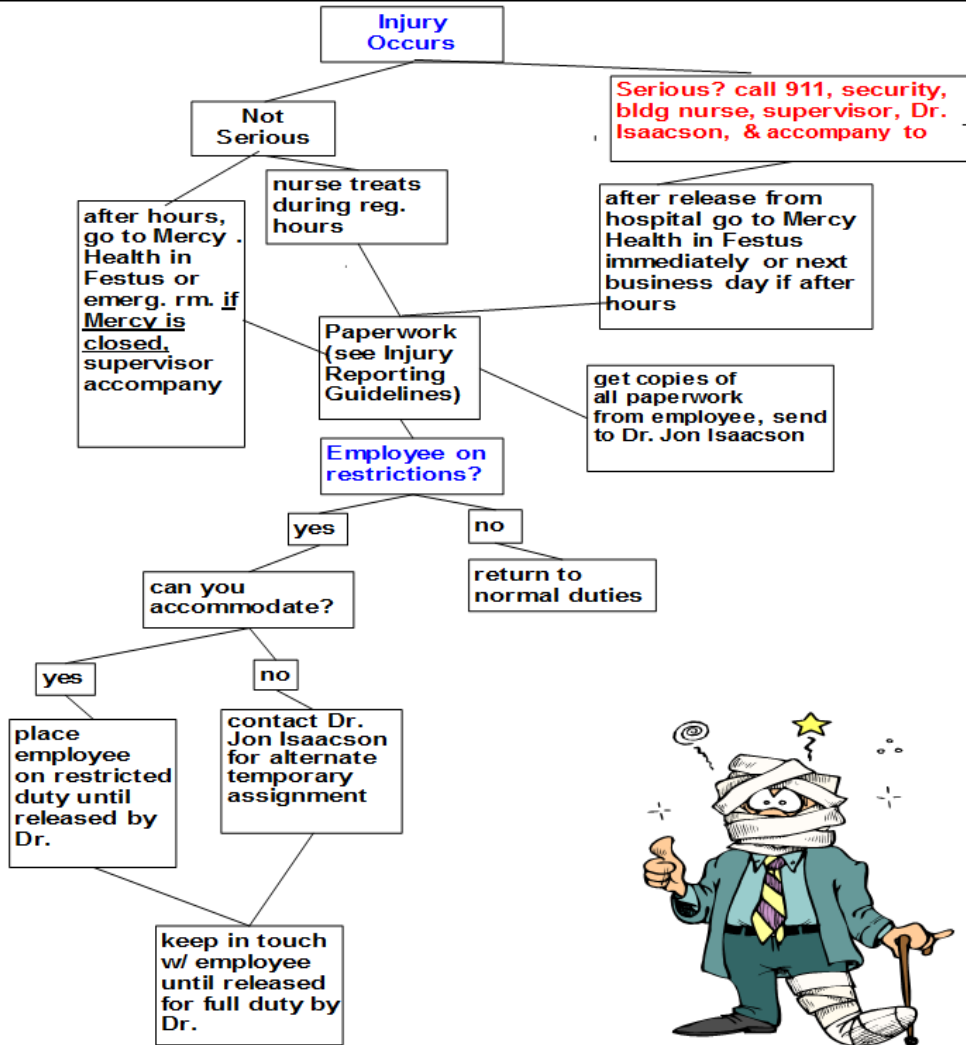 Injury
Occurs
Serious? call 911, security,
bldg nurse, supervisor, Dr.
Isaacson, & accompany to
Not
Serious
nurse treats
during reg.
hours
after hours,
go to Mercy .
Health in
Festus or
emerg. rm. if
Mercy is
closed,
supervisor
accompany
after release from
hospital go to Mercy
Health in Festus
immediately or next
business day if after
hours
Paperwork
(see Injury
Reporting
Guidelines)
get copies of
all paperwork
from employee, send
to Dr. Jon Isaacson
Employee on
restrictions?
yes
no
can you
accommodate?
return to
normal duties
yes
no
place
employee
on restricted
duty until
released by
Dr.
contact Dr.
Jon Isaacson
for alternate
temporary
assignment
keep in touch
w/ employee
until released
for full duty by
Dr.